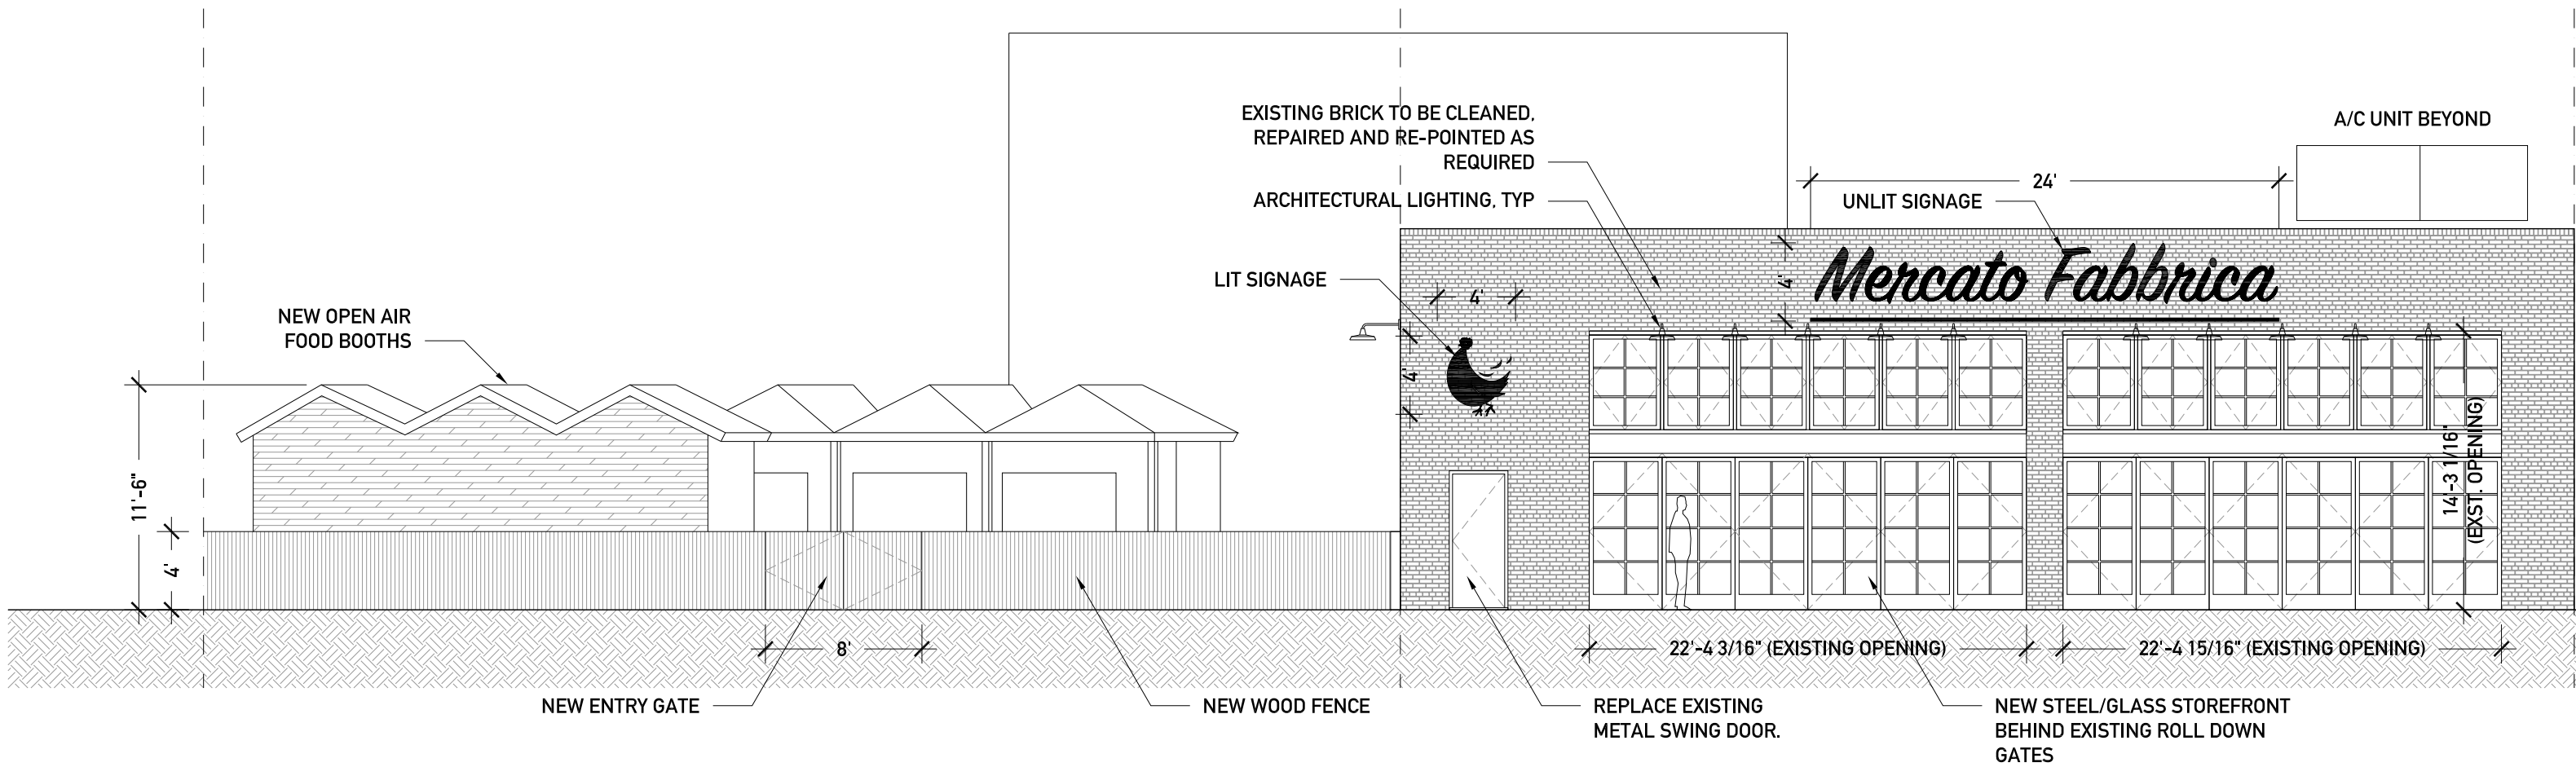 EXISTING BRICK TO BE CLEANED,
REPAIRED AND RE-POINTED AS
REQUIRED
ARCHITECTURAL LIGHTING, TYP
A/C UNIT BEYOND
24'
UNLIT SIGNAGE
Mercato Fabbrica
4'
LIT SIGNAGE
4'
4'
NEW OPEN AIR
FOOD BOOTHS
11'-6"
4'
14'-3 1/16"
(EXST. OPENING)
8'
22'-4 3/16" (EXISTING OPENING)
22'-4 15/16" (EXISTING OPENING)
NEW ENTRY GATE
NEW WOOD FENCE
REPLACE EXISTING
METAL SWING DOOR.
NEW STEEL/GLASS STOREFRONT
BEHIND EXISTING ROLL DOWN
GATES